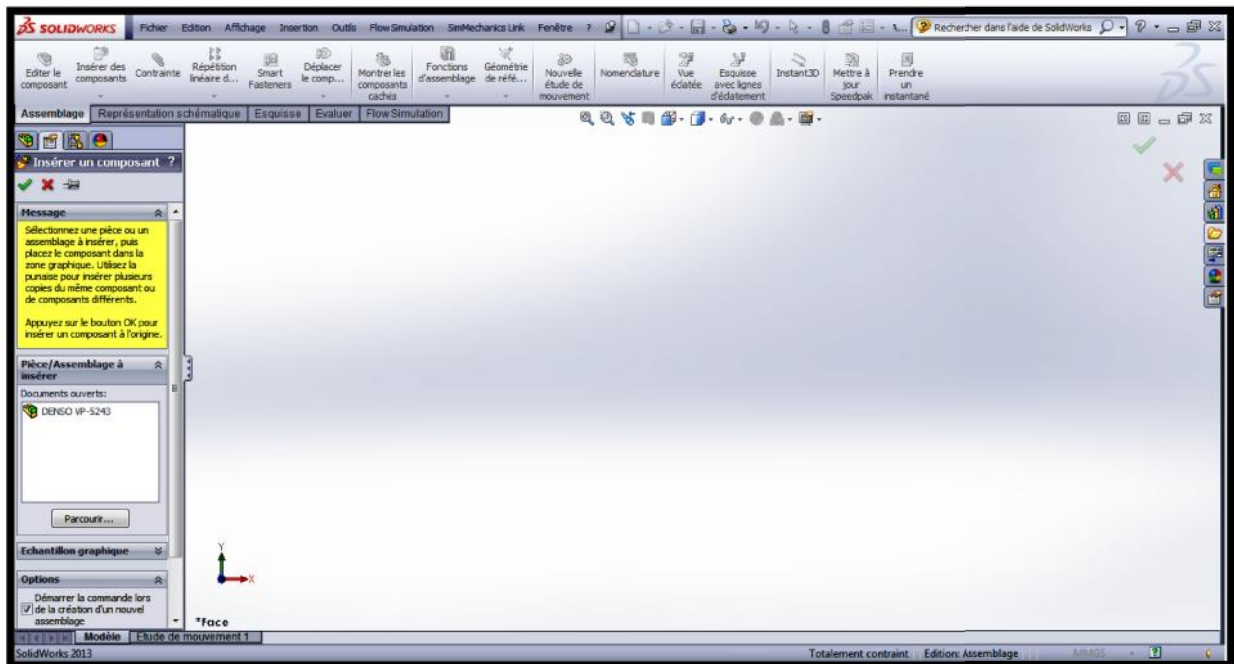 SOLIDWORKS Fichier Edition Affichage Insertion Outils Flow Simulation SimMechanics Link Fenêtre ? Rechercher dans l'aide de SolidWorks
Editer le composant
Insérer des composants
Contrainte
Répétition linéaire d...
Smart Fasteners
Déplacer le comp...
Montrer les composants cachés
Fonctions d'assemblage
Géométrie de réfé...
Nouvelle étude de mouvement
Nomenclature
Vue éclatée
Esquisse avec lignes d'éclatement
Instant3D
Mettre à jour Speedpak
Prendre un instantané
Assemblage Représentation schématique Esquisse Evaluer Flow Simulation
Insérer un composant ?
Message
Sélectionnez une pièce ou un
assemblage à insérer, puis
placez le composant dans la
zone graphique. Utilisez la
punaise pour insérer plusieurs
copies du même composant ou
de composants différents.
Appuyez sur le bouton OK pour
insérer un composant à l'origine.
Pièce/Assemblage à
insérer
Documents ouverts:
DENSO VP-5243
Parcourir...
Echantillon graphique
Options
Démarrer la commande lors
de la création d'un nouvel
assemblage
Y
X
*Face
Modèle Etude de mouvement 1
SolidWorks 2013 Totalement contraint Edition: Assemblage MMGS